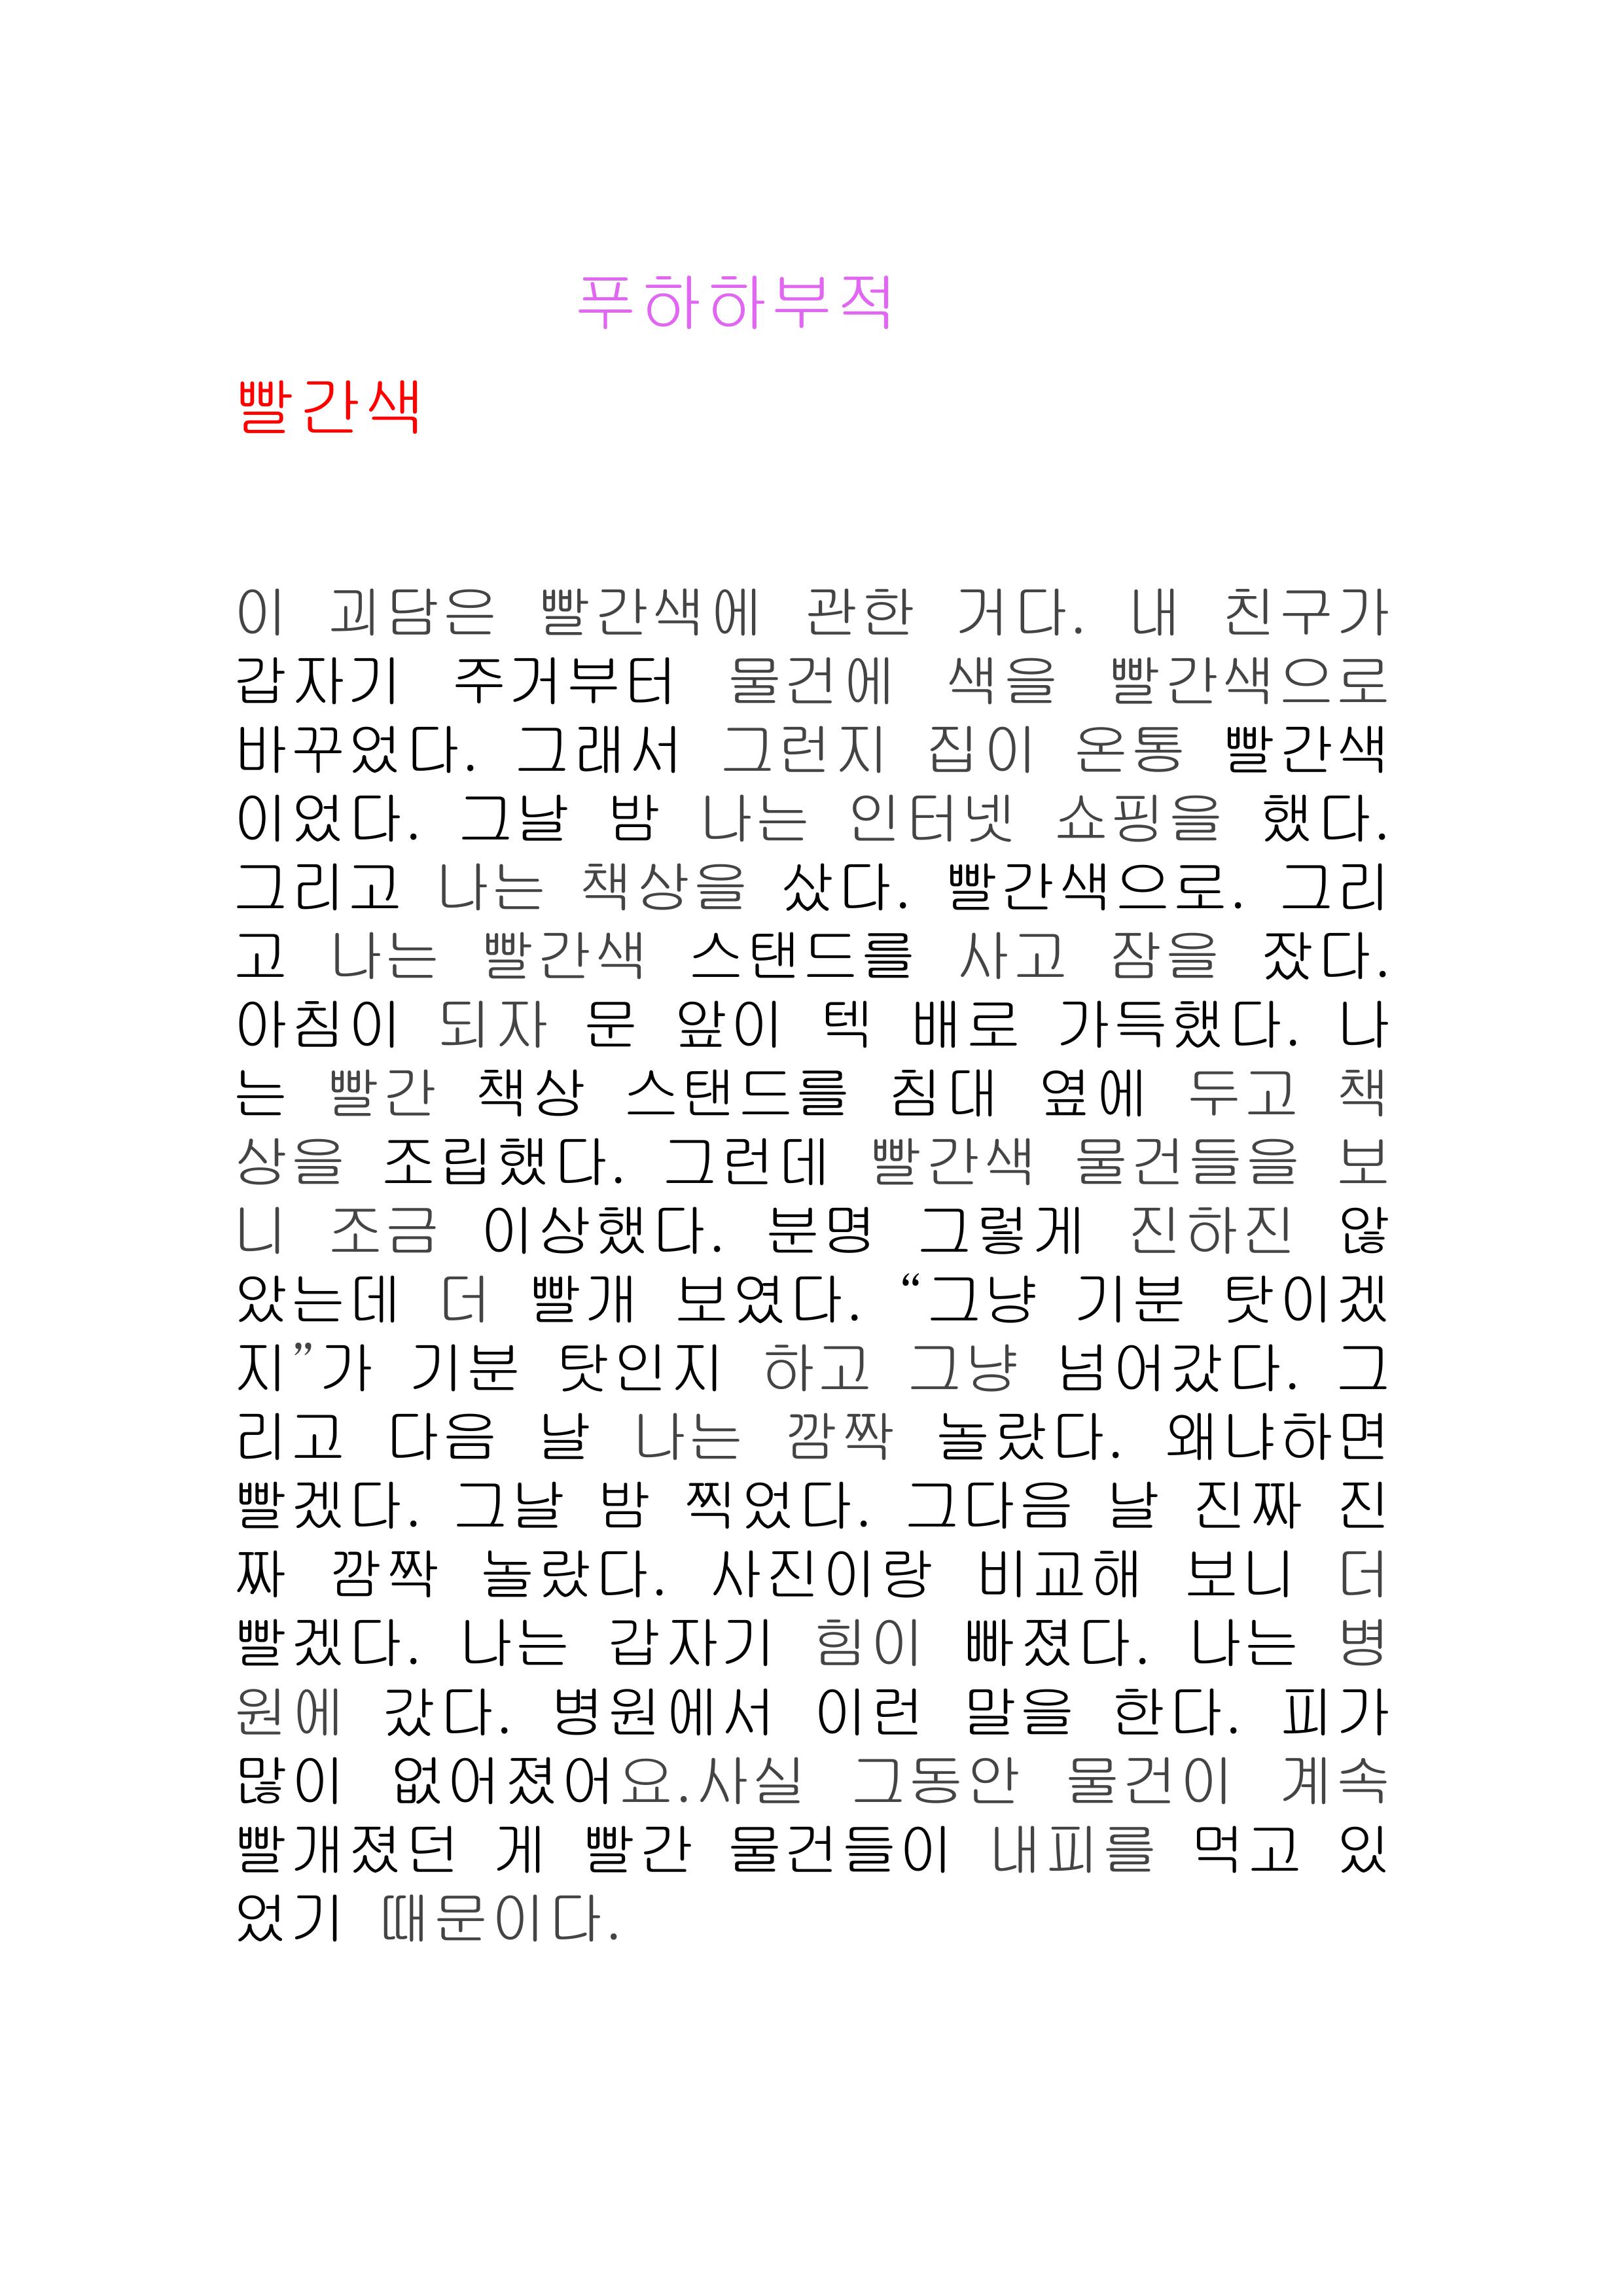 푸하하부적
빨간색
이 괴담은 빨간색에 관한 거다. 내 친구가
갑자기 주거부터 물건에 색을 빨간색으로
바꾸었다. 그래서 그런지 집이 온통 빨간색
이었다. 그날 밤 나는 인터넷 쇼핑을 했다.
그리고 나는 책상을 샀다. 빨간색으로. 그리
고 나는 빨간색 스탠드를 사고 잠을 잤다.
아침이 되자 문 앞이 텍 배로 가득했다. 나
는 빨간 책상 스탠드를 침대 옆에 두고 책
상을 조립했다. 그런데 빨간색 물건들을 보
니 조금 이상했다. 분명 그렇게 진하진 않
았는데 더 빨개 보였다. “그냥 기분 탓이겠
지”가 기분 탓인지 하고 그냥 넘어갔다. 그
리고 다음 날 나는 깜짝 놀랐다. 왜냐하면
빨겠다. 그날 밤 찍었다. 그다음 날 진짜 진
짜 깜짝 놀랐다. 사진이랑 비교해 보니 더
빨겠다. 나는 갑자기 힘이 빠졌다. 나는 병
원에 갔다. 병원에서 이런 말을 한다. 피가
많이 없어졌어요.사실 그동안 물건이 계속
빨개졌던 게 빨간 물건들이 내피를 먹고 있
었기 때문이다.